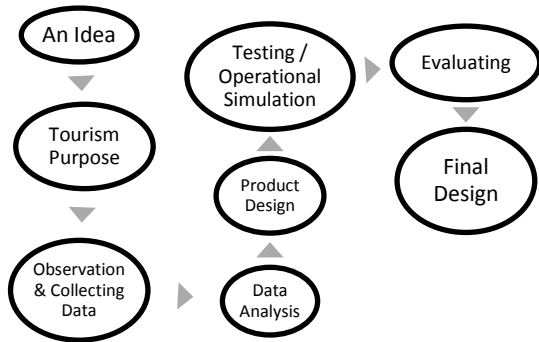 An Idea
Tourism
Purpose
Observation
& Collecting
Data
Data
Analysis
Product
Design
Testing /
Operational
Simulation
Evaluating
Final
Design